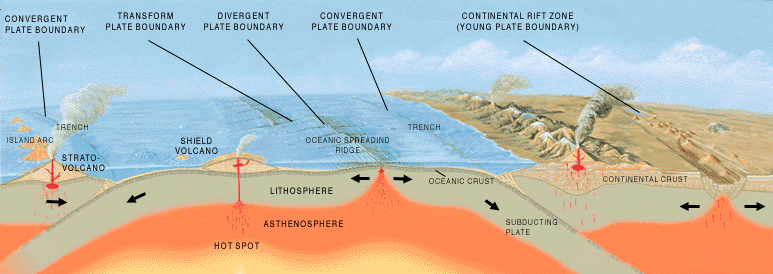 CONVERGENT
PLATE BOUNDARY
TRANSFORM
PLATE BOUNDARY
DIVERGENT
PLATE BOUNDARY
CONVERGENT
PLATE BOUNDARY
CONTINENTAL RIFT ZONE
(YOUNG PLATE BOUNDARY)
TRENCH
ISLAND ARC
STRATO-
VOLCANO
SHIELD
VOLCANO
OCEANIC SPREADING
RIDGE
TRENCH
LITHOSPHERE
OCEANIC CRUST
CONTINENTAL CRUST
ASTHENOSPHERE
SUBDUCTING
PLATE
HOT SPOT